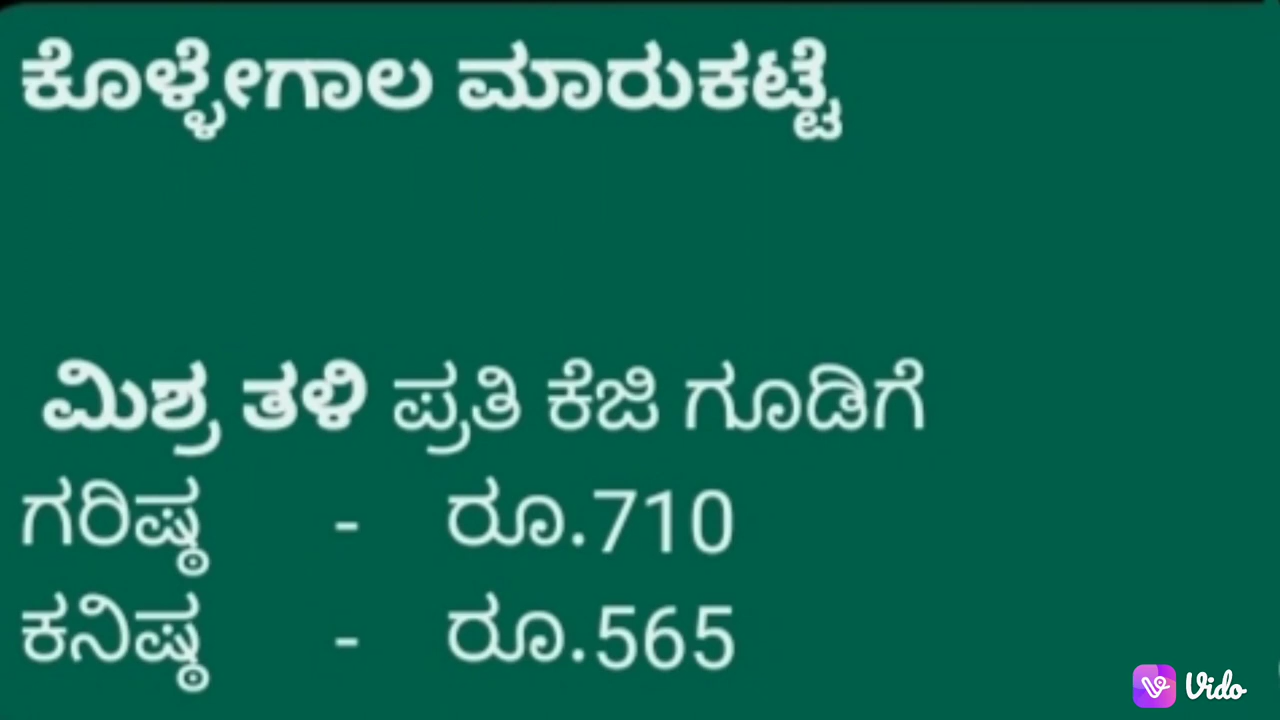 ಕೊಳ್ಳೇಗಾಲ ಮಾರುಕಟ್ಟೆ
ಮಿಶ್ರ ತಳಿ ಪ್ರತಿ ಕೆಜಿ ಗೂಡಿಗೆ
ಗರಿಷ್ಠ - ರೂ.710
ಕನಿಷ್ಠ - ರೂ.565
Vido